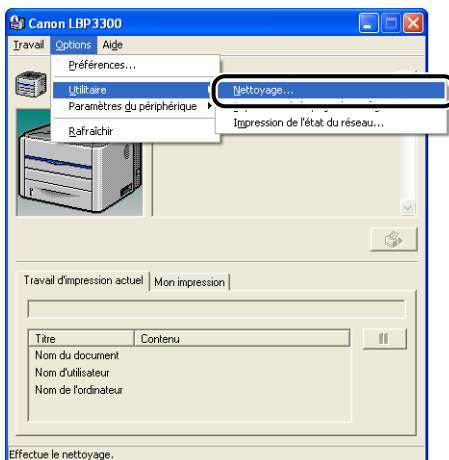 Canon LBP3300
Travail Options Aide
Préférences...
Utilitaire
Nettoyage...
Paramètres du périphérique
Impression de l'état du réseau...
Rafraîchir
Travail d'impression actuel Mon impression
Titre Contenu
Nom du document
Nom d'utilisateur
Nom de l'ordinateur
Effectue le nettoyage.